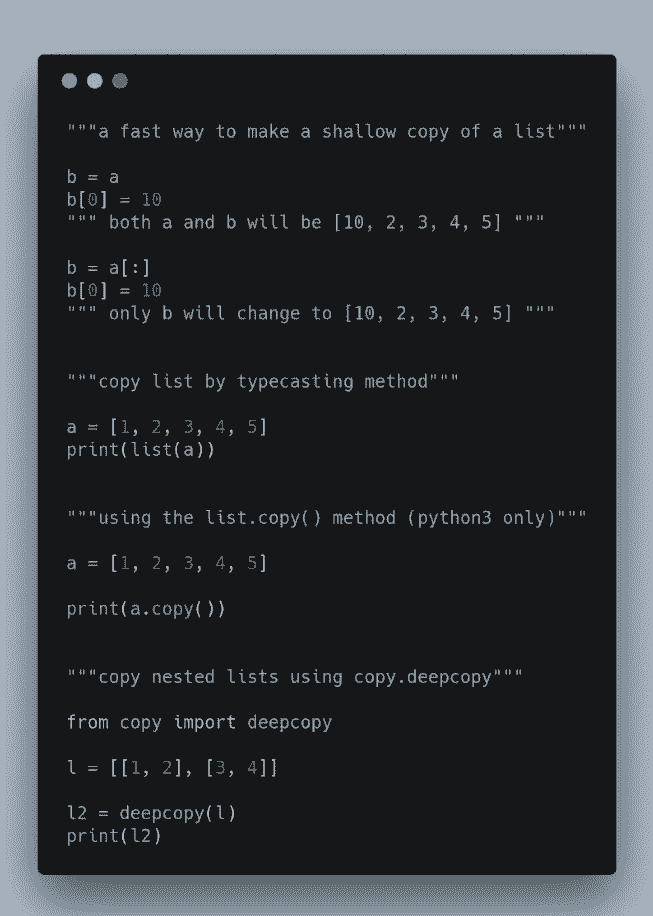 """a fast way to make a shallow copy of a list"""
b = a
b[0] = 10
""" both a and b will be [10, 2, 3, 4, 5] """
b = a[:]
b[0] = 10
""" only b will change to [10, 2, 3, 4, 5] """
"""copy list by typecasting method"""
a = [1, 2, 3, 4, 5]
print(list(a))
"""using the list.copy() method (python3 only)"""
a = [1, 2, 3, 4, 5]
print(a.copy())
"""copy nested lists using copy.deepcopy"""
from copy import deepcopy
l = [[1, 2], [3, 4]]
l2 = deepcopy(l)
print(l2)